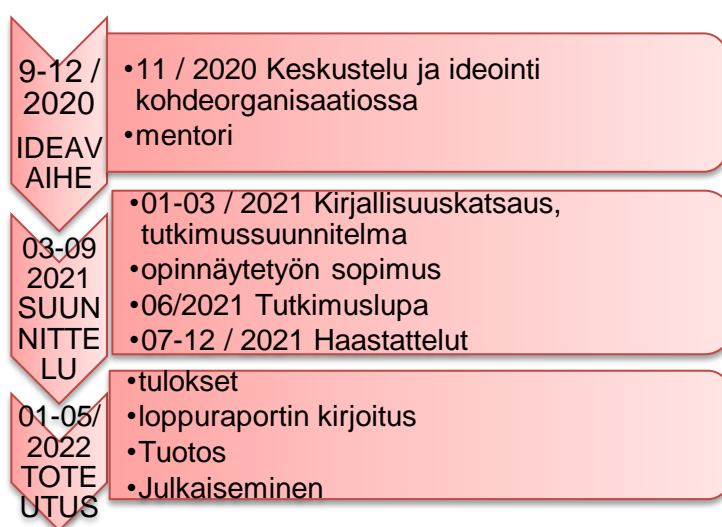 9-12 /
2020
IDEAV
AIHE
•11 / 2020 Keskustelu ja ideointi
kohdeorganisaatiossa
•mentori
03-09
2021
SUUN
NITTE
LU
•01-03 / 2021 Kirjallisuuskatsaus,
tutkimussuunnitelma
•opinnäytetyön sopimus
•06/2021 Tutkimuslupa
•07-12 / 2021 Haastattelut
01-05/
2022
TOTE
UTUS
•tulokset
•loppuraportin kirjoitus
•Tuotos
•Julkaiseminen